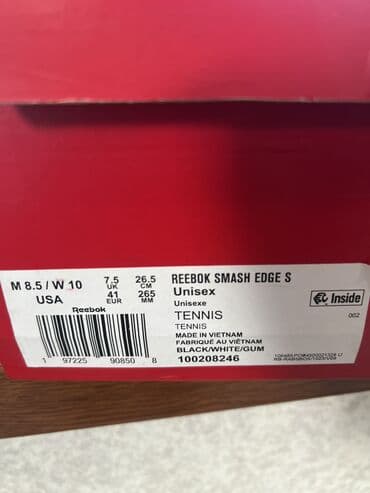 M 8.5 / W 10
USA
7.5
UK
41
EUR
26.5
CM
265
MM
REEBOK SMASH EDGE S
Unisex
Unisexe
TENNIS
TENNIS
MADE IN VIETNAM
FABRIQUÉ AU VIÊTNAM
BLACK/WHITE/GUM
100208246
Reebok
1 97225 90850 8
Inside
002